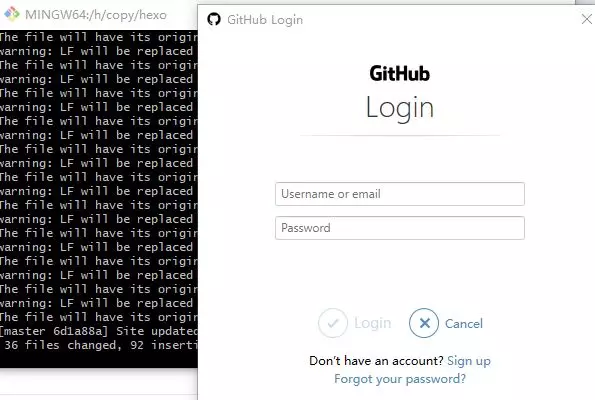 MINGW64:/h/copy/hexo
The file will have its origin
warning: LF will be replaced
The file will have its origin
warning: LF will be replaced
The file will have its origin
warning: LF will be replaced
The file will have its origin
warning: LF will be replaced
The file will have its origin
warning: LF will be replaced
The file will have its origin
warning: LF will be replaced
The file will have its origin
warning: LF will be replaced
The file will have its origin
warning: LF will be replaced
The file will have its origin
warning: LF will be replaced
The file will have its origin
warning: LF will be replaced
The file will have its origin
[master 6d1a88a] Site updated
36 files changed, 92 inserti
GitHub Login
GitHub
Login
Username or email
Password
Login Cancel
Don't have an account? Sign up
Forgot your password?